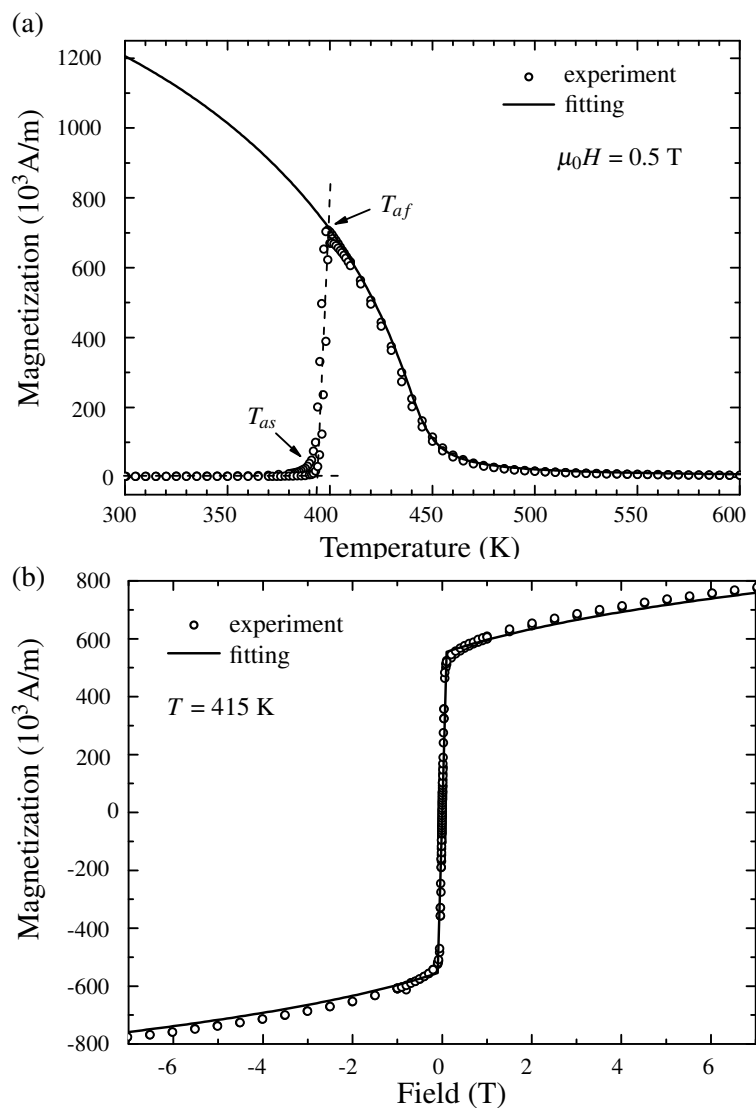 (a)
1200
1000
800
600
400
200
0
Magnetization (10³ A/m)
experiment
fitting
μ₀H = 0.5 T
T_af
T_as
300 350 400 450 500 550 600
Temperature (K)
(b)
800
600
400
200
0
-200
-400
-600
-800
Magnetization (10³ A/m)
experiment
fitting
T = 415 K
-6 -4 -2 0 2 4 6
Field (T)